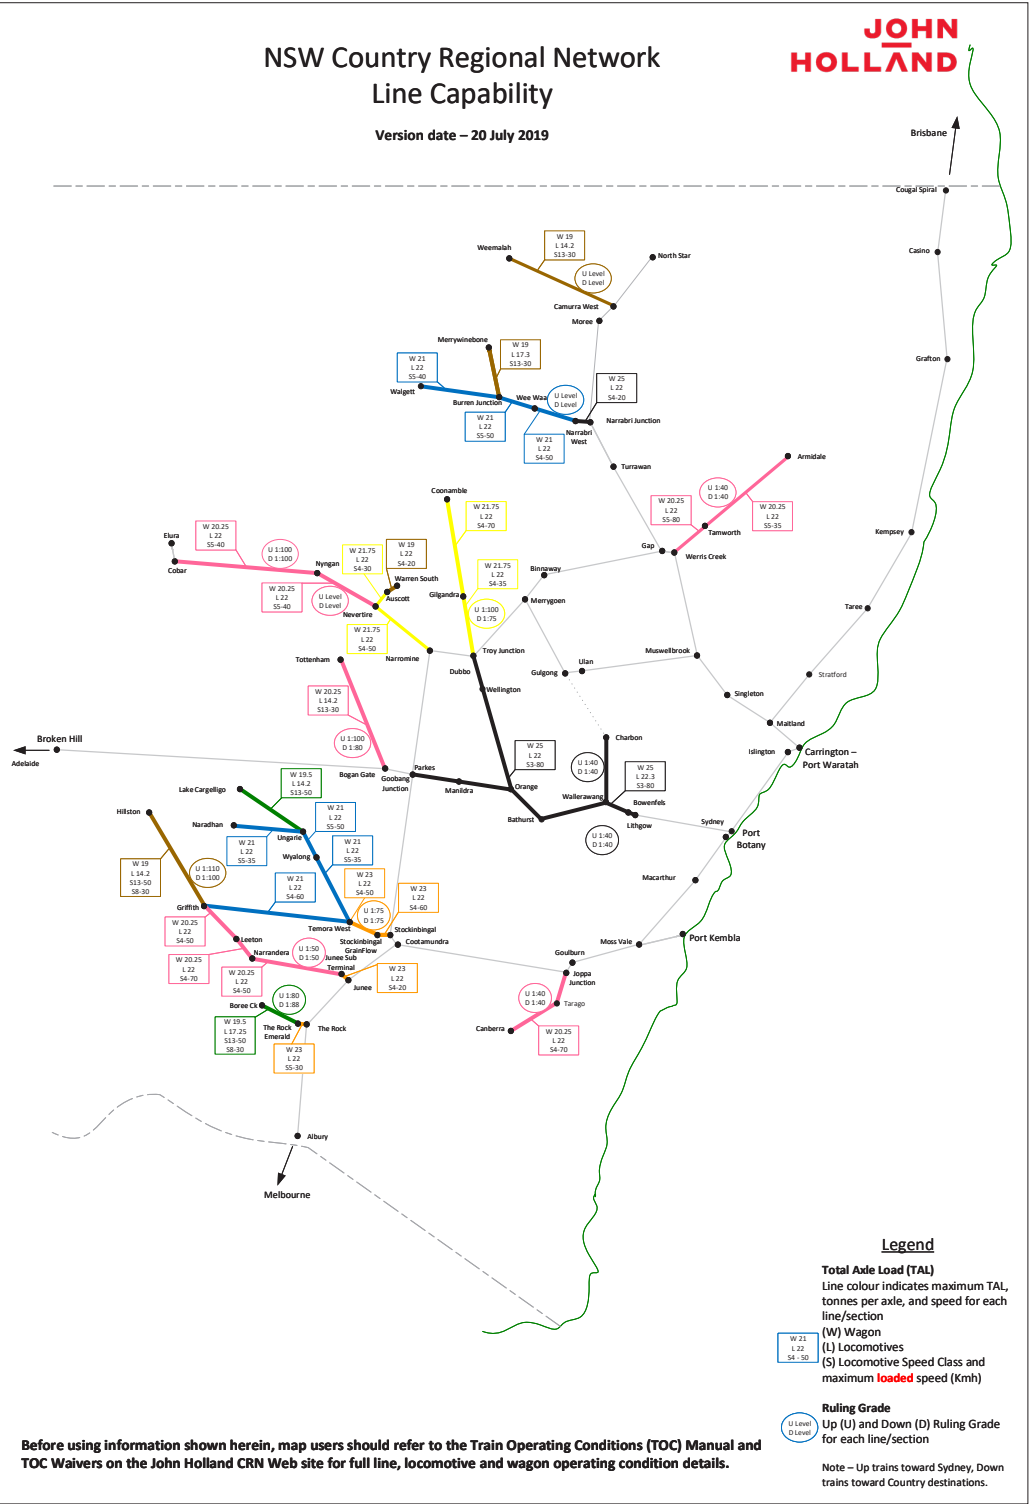 JOHN
HOLLAND
NSW Country Regional Network
Line Capability
Version date – 20 July 2019
Brisbane
Cougal Spiral
Casino
Grafton
Kempsey
Taree
Stratford
Maitland
Islington
Carrington –
Port Waratah
Weemalah
W 19
L 14.2
S13-30
U Level
D Level
North Star
Camurra West
Moree
Merrywinebone
W 19
L 17.3
S13-30
W 21
L 22
S5-40
Walgett
Burren Junction
Wee Waa
U Level
D Level
W 25
L 22
S4-20
W 21
L 22
S5-50
W 21
L 22
S4-50
Narrabri
West
Narrabri Junction
Turrawan
Armidale
U 1:40
D 1:40
W 20.25
L 22
S5-80
W 20.25
L 22
S5-35
Tamworth
Gap
Werris Creek
Coonamble
W 21.75
L 22
S4-70
Elura
W 20.25
L 22
S5-40
Cobar
U 1:100
D 1:100
Nyngan
W 21.75
L 22
S4-30
W 19
L 22
S4-20
Warren South
Auscott
W 20.25
L 22
S5-40
U Level
D Level
Nevertire
W 21.75
L 22
S4-50
Gilgandra
W 21.75
L 22
S4-35
U 1:100
D 1:75
Binnaway
Merrygoen
Narromine
Troy Junction
Dubbo
Wellington
Gulgong
Ulan
Muswellbrook
Singleton
Tottenham
W 20.25
L 14.2
S13-30
U 1:100
D 1:80
Bogan Gate
Broken Hill
Adelaide
Parkes
Goobang
Junction
Manildra
Orange
W 25
L 22
S3-80
Bathurst
Charbon
U 1:40
D 1:40
W 25
L 22.3
S3-80
Wallerawang
Bowenfels
Lithgow
U 1:40
D 1:40
Sydney
Port
Botany
Macarthur
Moss Vale
Port Kembla
Goulburn
Joppa
Junction
Tarago
U 1:40
D 1:40
Canberra
W 20.25
L 22
S4-70
Lake Cargelligo
W 19.5
L 14.2
S13-50
Hillston
Naradhan
Ungarie
W 21
L 22
S5-50
W 21
L 22
S5-35
Wyalong
W 21
L 22
S5-35
W 19
L 14.2
S13-50
S8-30
U 1:110
D 1:100
W 21
L 22
S4-60
W 23
L 22
S4-50
W 23
L 22
S4-60
U 1:75
D 1:75
Griffith
Temora West
Stockinbingal
Stockinbingal
GrainFlow
Cootamundra
W 20.25
L 22
S4-50
Leeton
W 20.25
L 22
S4-70
Narrandera
U 1:50
D 1:50
Junee Sub
Terminal
Junee
W 20.25
L 22
S4-50
W 23
L 22
S4-20
Boree Ck
U 1:80
D 1:88
W 19.5
L 17.25
S13-50
S8-30
The Rock
Emerald
The Rock
W 23
L 22
S5-30
Albury
Melbourne
Legend
Total Axle Load (TAL)
Line colour indicates maximum TAL,
tonnes per axle, and speed for each
line/section
W 21
L 22
S4 - 50
(W) Wagon
(L) Locomotives
(S) Locomotive Speed Class and
maximum loaded speed (Kmh)
Ruling Grade
U Level
D Level
Up (U) and Down (D) Ruling Grade
for each line/section
Note – Up trains toward Sydney, Down
trains toward Country destinations.
Before using information shown herein, map users should refer to the Train Operating Conditions (TOC) Manual and
TOC Waivers on the John Holland CRN Web site for full line, locomotive and wagon operating condition details.